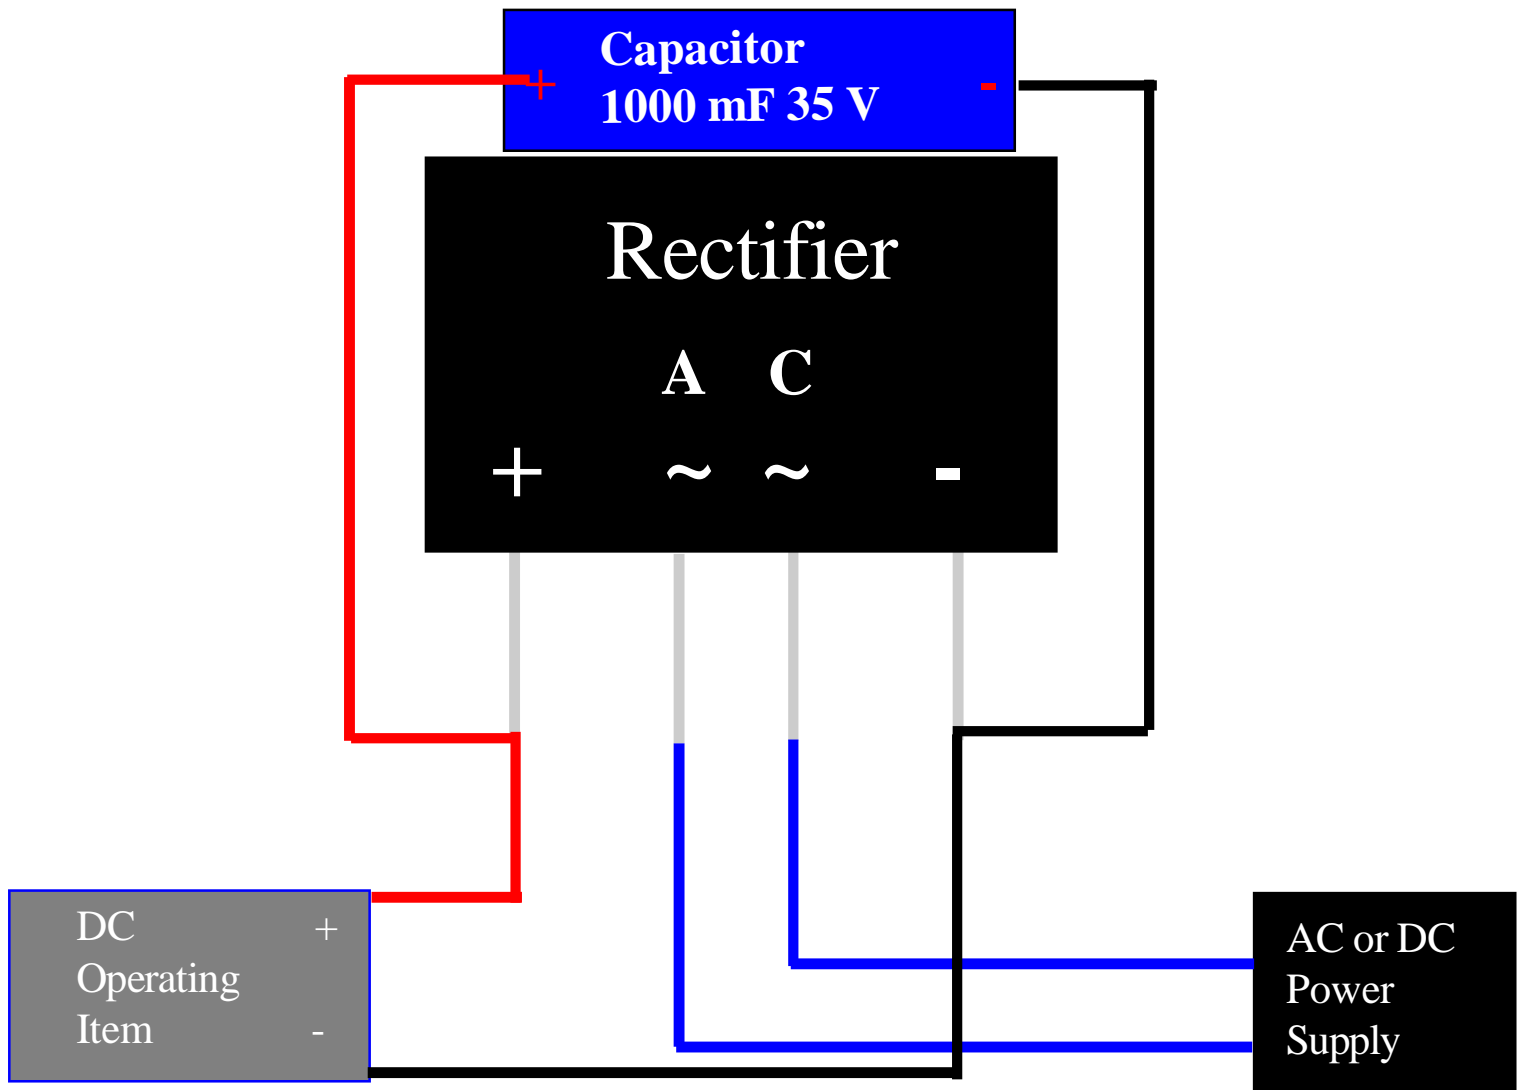 Capacitor
+ 1000 mF 35 V -
Rectifier
A C
+ ~ ~ -
DC +
Operating
Item -
AC or DC
Power
Supply